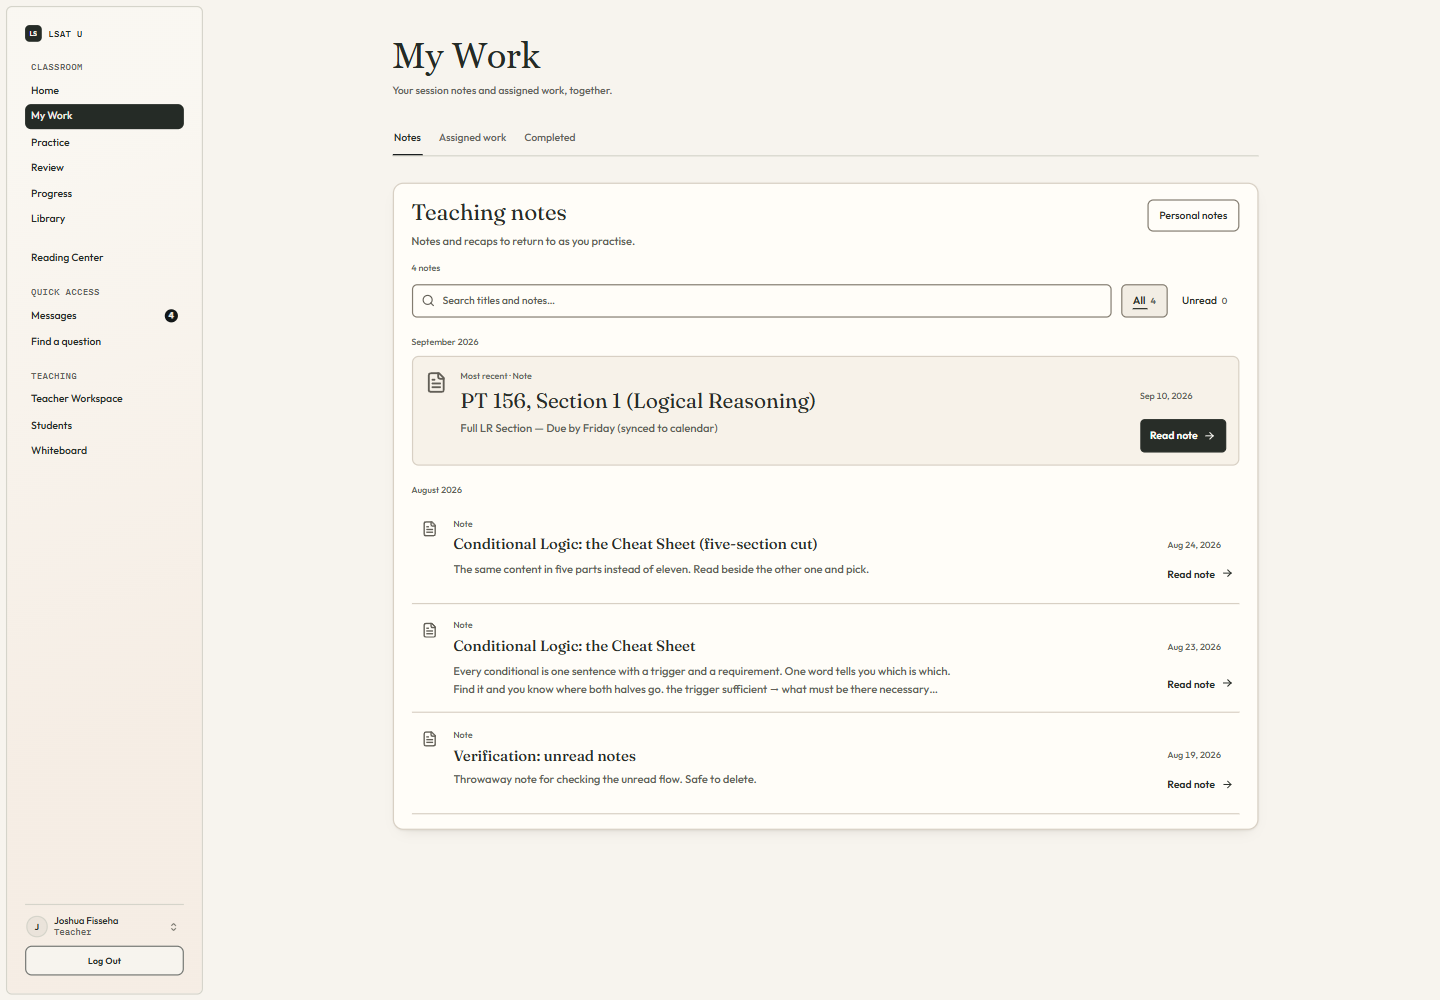 LS LSAT U
CLASSROOM
Home
My Work
Practice
Review
Progress
Library
Reading Center
QUICK ACCESS
Messages 4
Find a question
TEACHING
Teacher Workspace
Students
Whiteboard
J Joshua Fisseha
Teacher
Log Out
My Work
Your session notes and assigned work, together.
Notes Assigned work Completed
Teaching notes
Personal notes
Notes and recaps to return to as you practise.
4 notes
Search titles and notes...
All 4 Unread 0
September 2026
Most recent · Note
PT 156, Section 1 (Logical Reasoning)
Sep 10, 2026
Full LR Section — Due by Friday (synced to calendar)
Read note →
August 2026
Note
Conditional Logic: the Cheat Sheet (five-section cut)
Aug 24, 2026
The same content in five parts instead of eleven. Read beside the other one and pick.
Read note →
Note
Conditional Logic: the Cheat Sheet
Aug 23, 2026
Every conditional is one sentence with a trigger and a requirement. One word tells you which is which.
Find it and you know where both halves go. the trigger sufficient → what must be there necessary...
Read note →
Note
Verification: unread notes
Aug 19, 2026
Throwaway note for checking the unread flow. Safe to delete.
Read note →